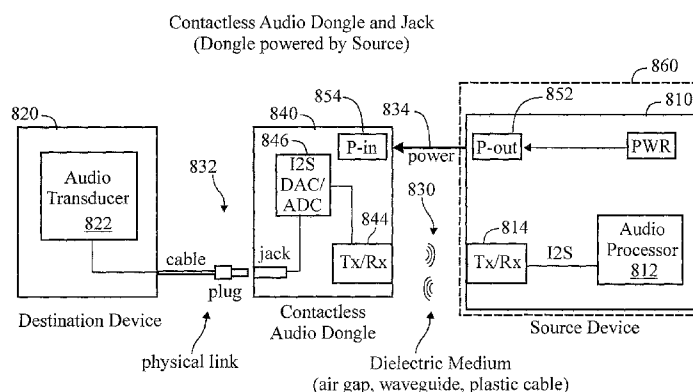 Contactless Audio Dongle and Jack
(Dongle powered by Source)
860
820
840
854
834
852
810
846
P-in
P-out
PWR
power
Audio
Transducer
822
832
I2S
DAC/
ADC
830
844
814
Audio
Processor
812
I2S
cable
jack
Tx/Rx
Tx/Rx
plug
Destination Device
Contactless
Audio Dongle
Source Device
physical link
Dielectric Medium
(air gap, waveguide, plastic cable)